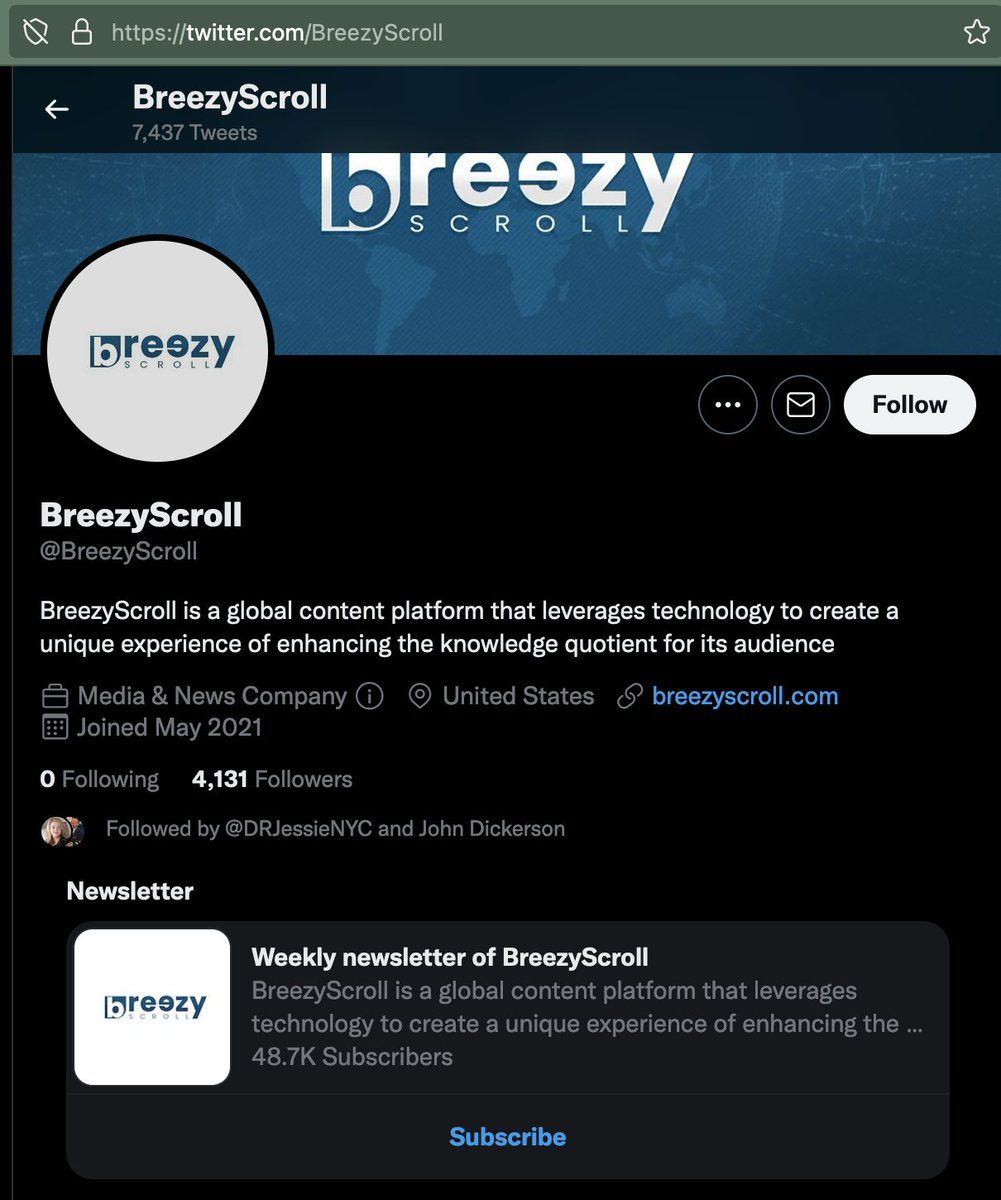 https://twitter.com/BreezyScroll
BreezyScroll
7,437 Tweets
breezy
SCROLL
breezy
SCROLL
Follow
BreezyScroll
@BreezyScroll
BreezyScroll is a global content platform that leverages technology to create a
unique experience of enhancing the knowledge quotient for its audience
Media & News Company United States breezyscroll.com
Joined May 2021
0 Following 4,131 Followers
Followed by @DRJessieNYC and John Dickerson
Newsletter
Weekly newsletter of BreezyScroll
breezy
SCROLL
BreezyScroll is a global content platform that leverages
technology to create a unique experience of enhancing the ...
48.7K Subscribers
Subscribe